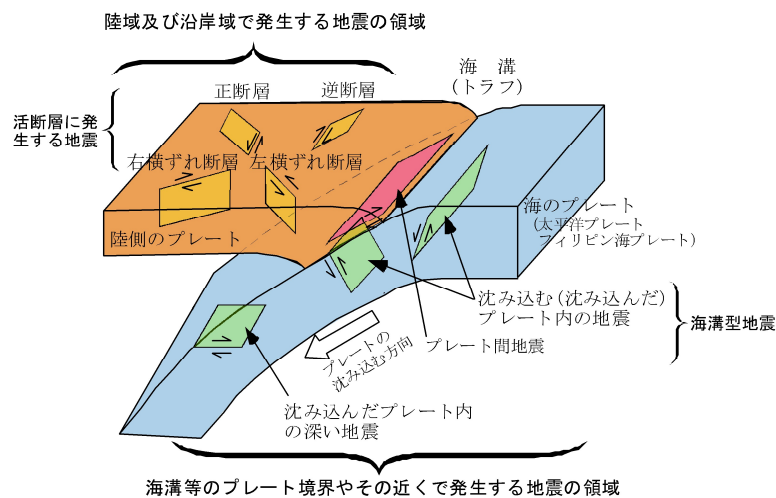 陸域及び沿岸域で発生する地震の領域
海 溝
(トラフ)
正断層
逆断層
活断層に発
生する地震
右横ずれ断層
左横ずれ断層
陸側のプレート
海のプレート
(太平洋プレート
フィリピン海プレート)
沈み込む(沈み込んだ)
プレート内の地震
海溝型地震
プレート間地震
プレートの
沈み込む方向
沈み込んだプレート内
の深い地震
海溝等のプレート境界やその近くで発生する地震の領域